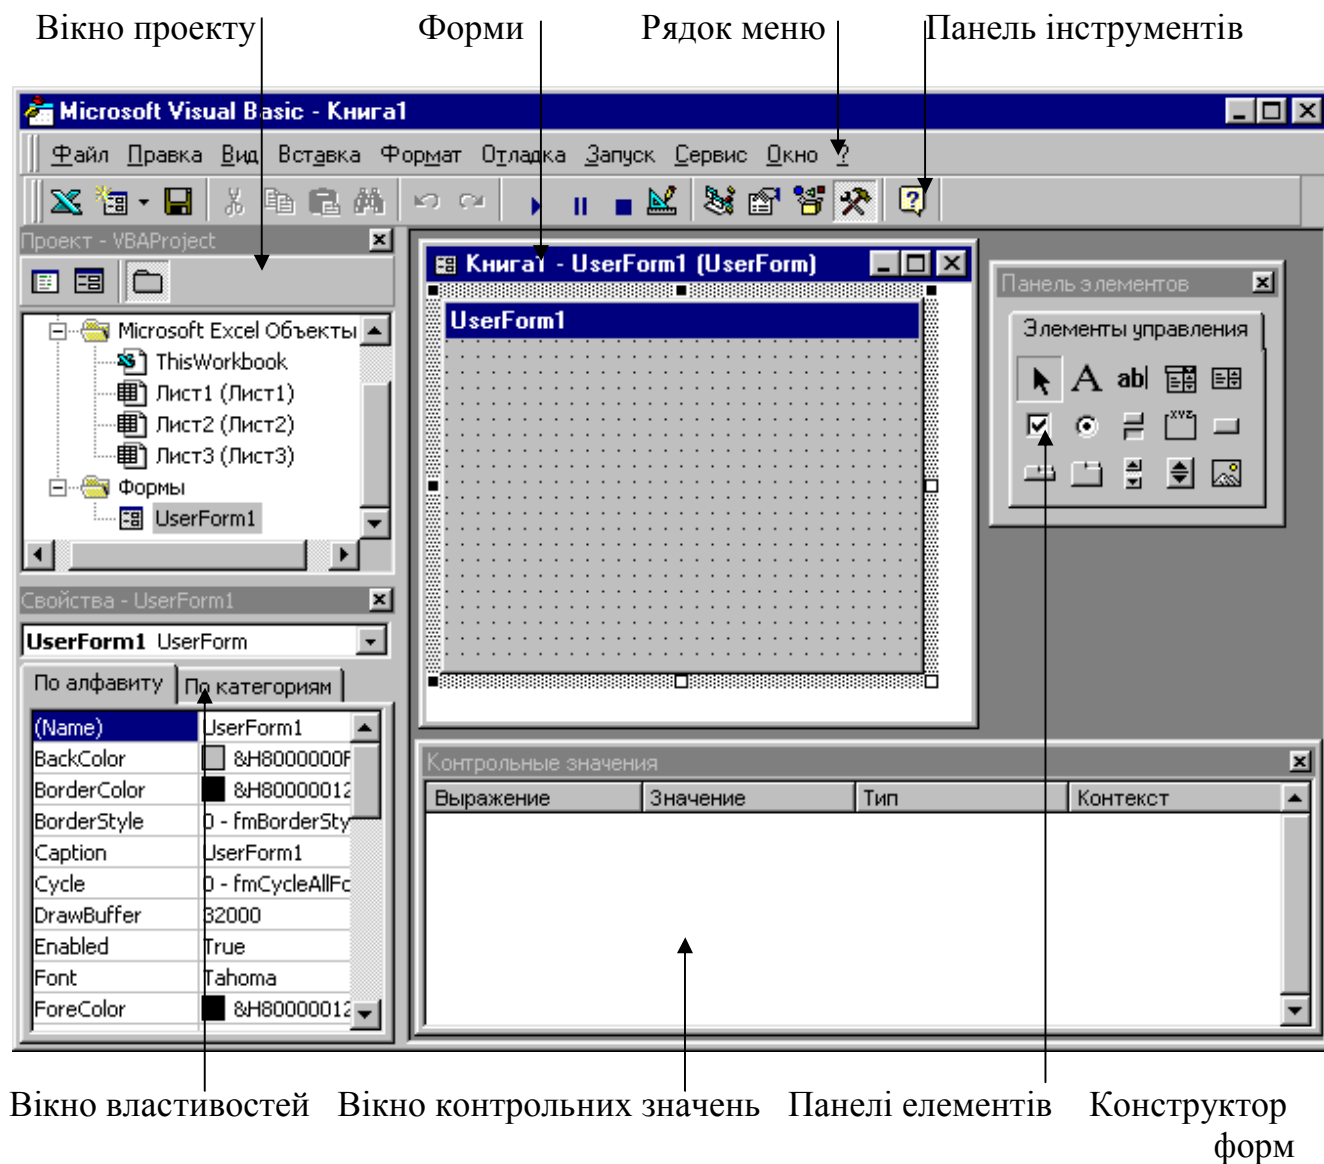 Вікно проекту Форми Рядок меню Панель інструментів
Microsoft Visual Basic - Книга1
Файл Правка Вид Вставка Формат Отладка Запуск Сервис Окно ?
Проект - VBAProject
Microsoft Excel Объекты
ThisWorkbook
Лист1 (Лист1)
Лист2 (Лист2)
Лист3 (Лист3)
Формы
UserForm1
Свойства - UserForm1
UserForm1 UserForm
По алфавиту По категориям
(Name) UserForm1
BackColor &H8000000F
BorderColor &H80000012
BorderStyle 0 - fmBorderSty
Caption UserForm1
Cycle 0 - fmCycleAllFo
DrawBuffer 32000
Enabled True
Font Tahoma
ForeColor &H80000012
Книга1 - UserForm1 (UserForm)
UserForm1
Панель элементов
Элементы управления
A ab
xyz
Контрольные значения
Выражение Значение Тип Контекст
Вікно властивостей Вікно контрольних значень Панелі елементів Конструктор
форм